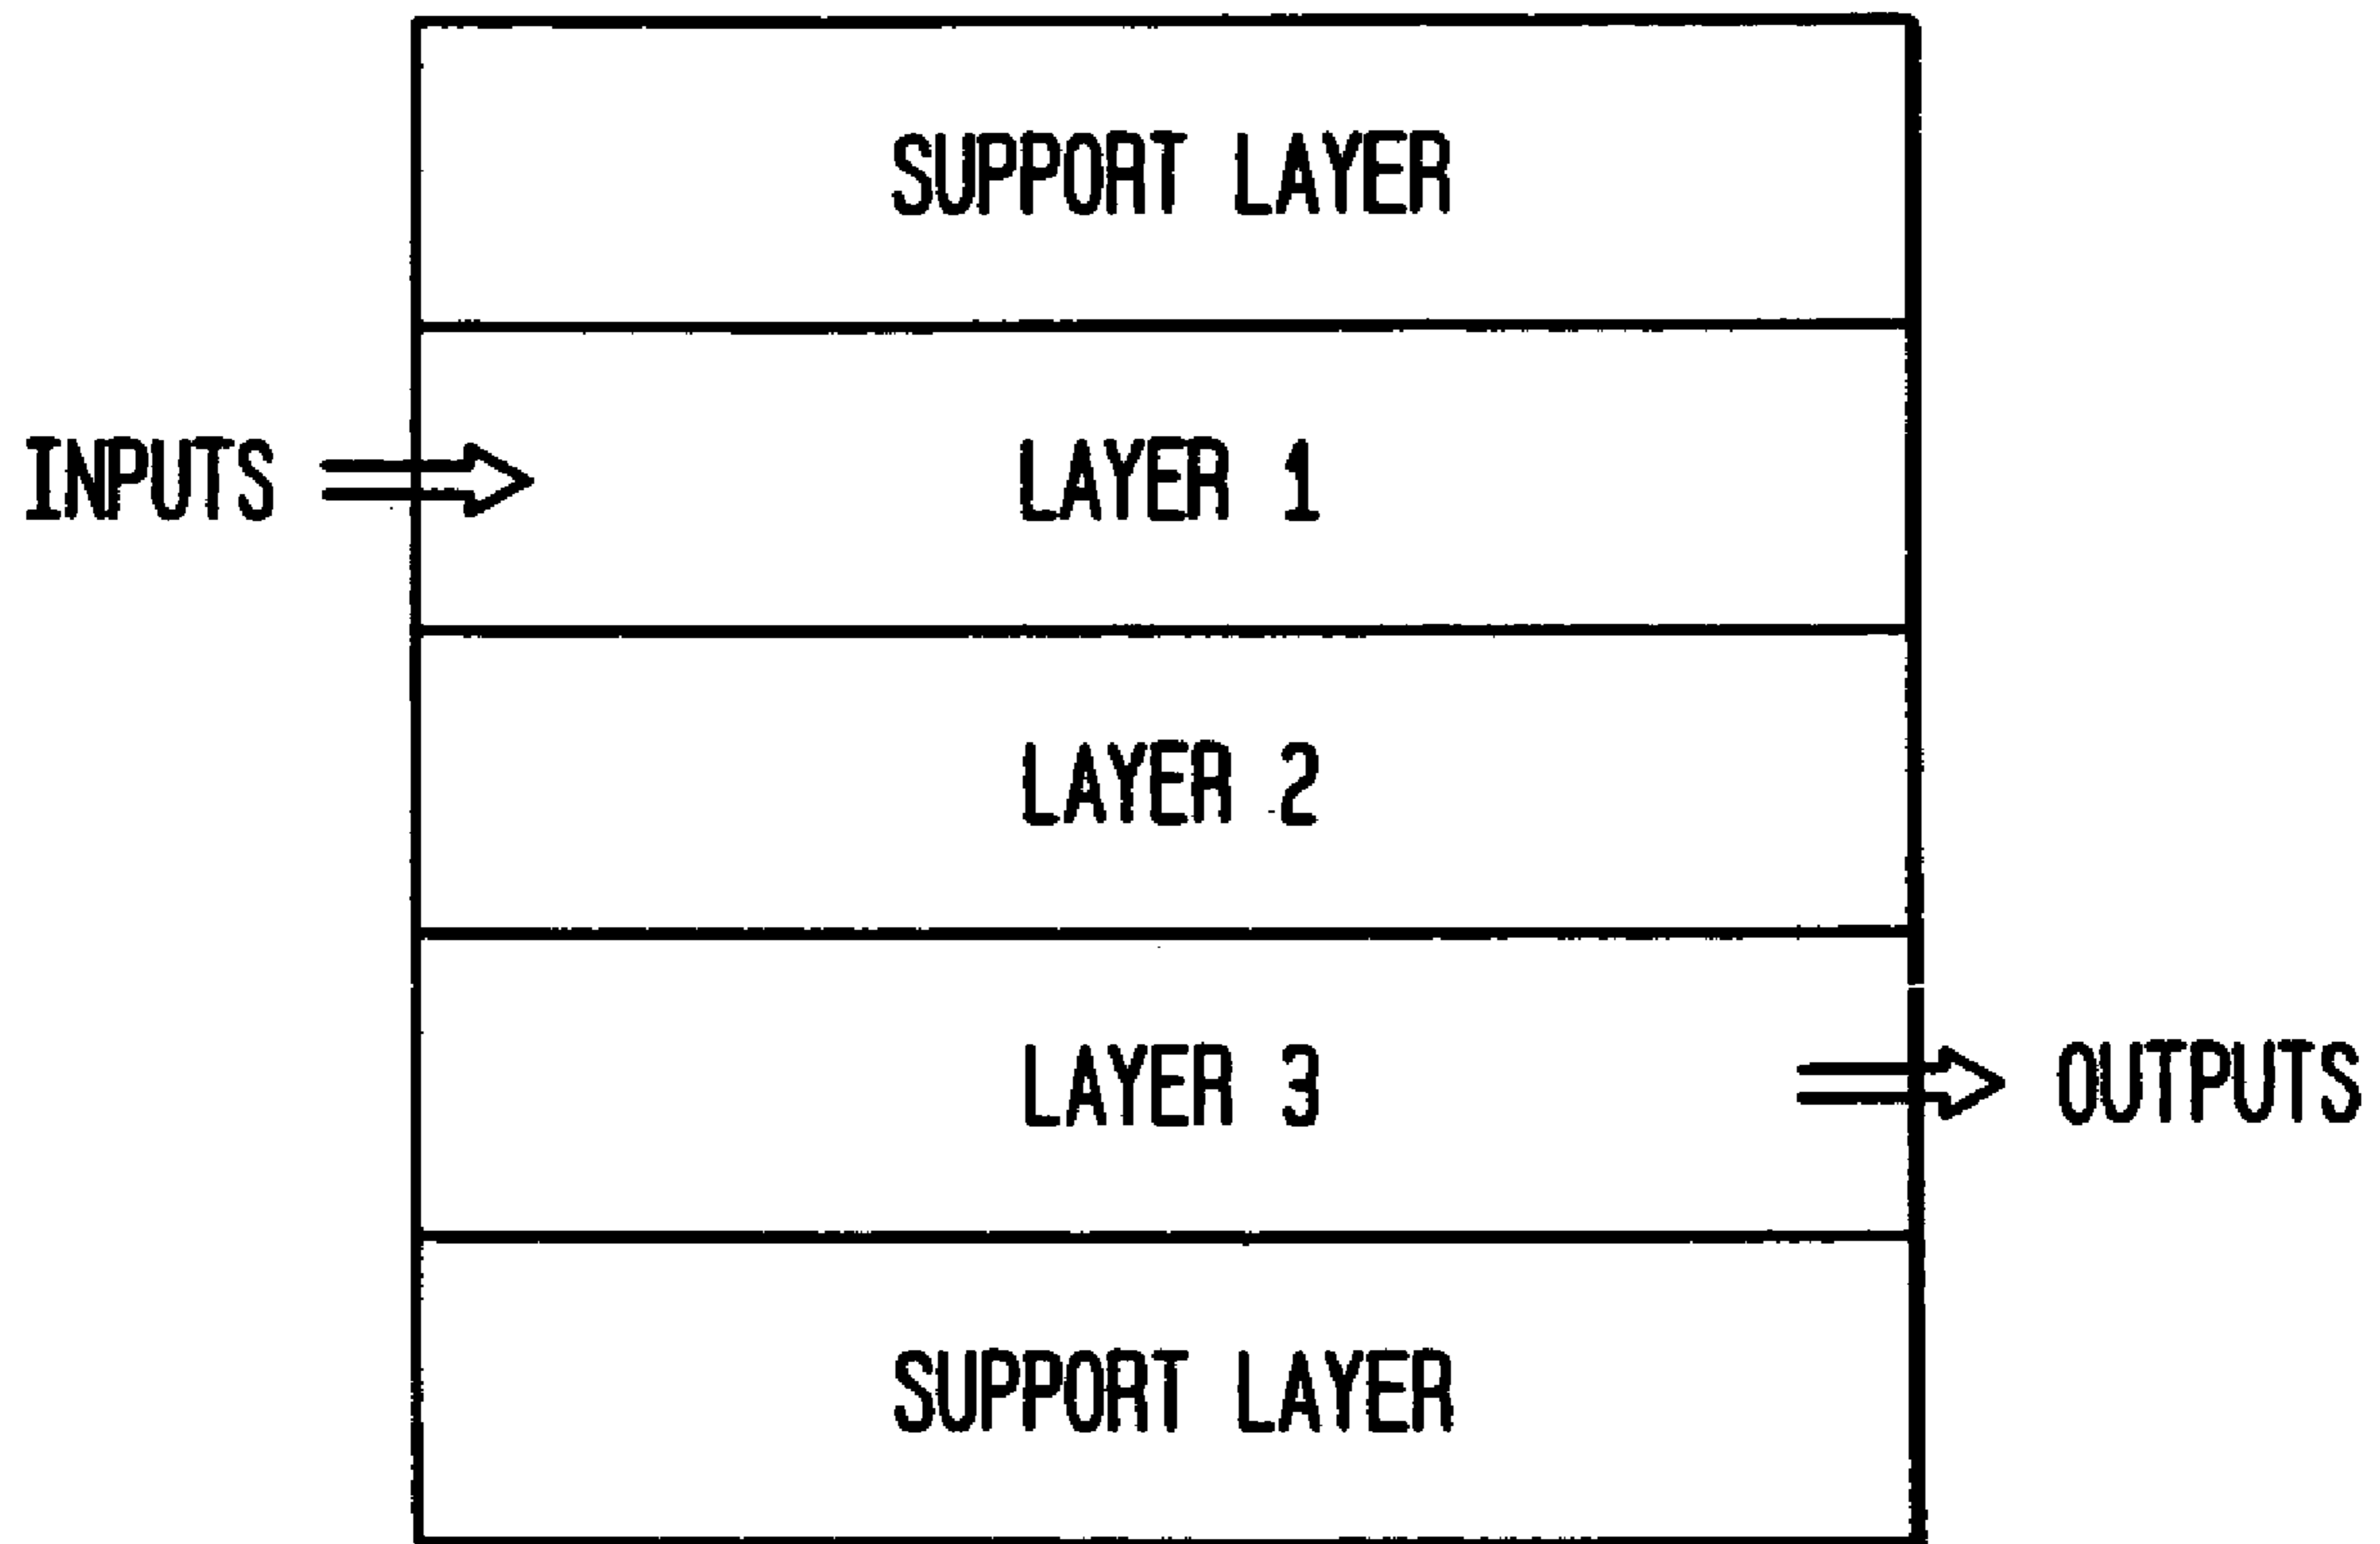 SUPPORT LAYER
INPUTS
LAYER 1
LAYER 2
LAYER 3
OUTPUTS
SUPPORT LAYER